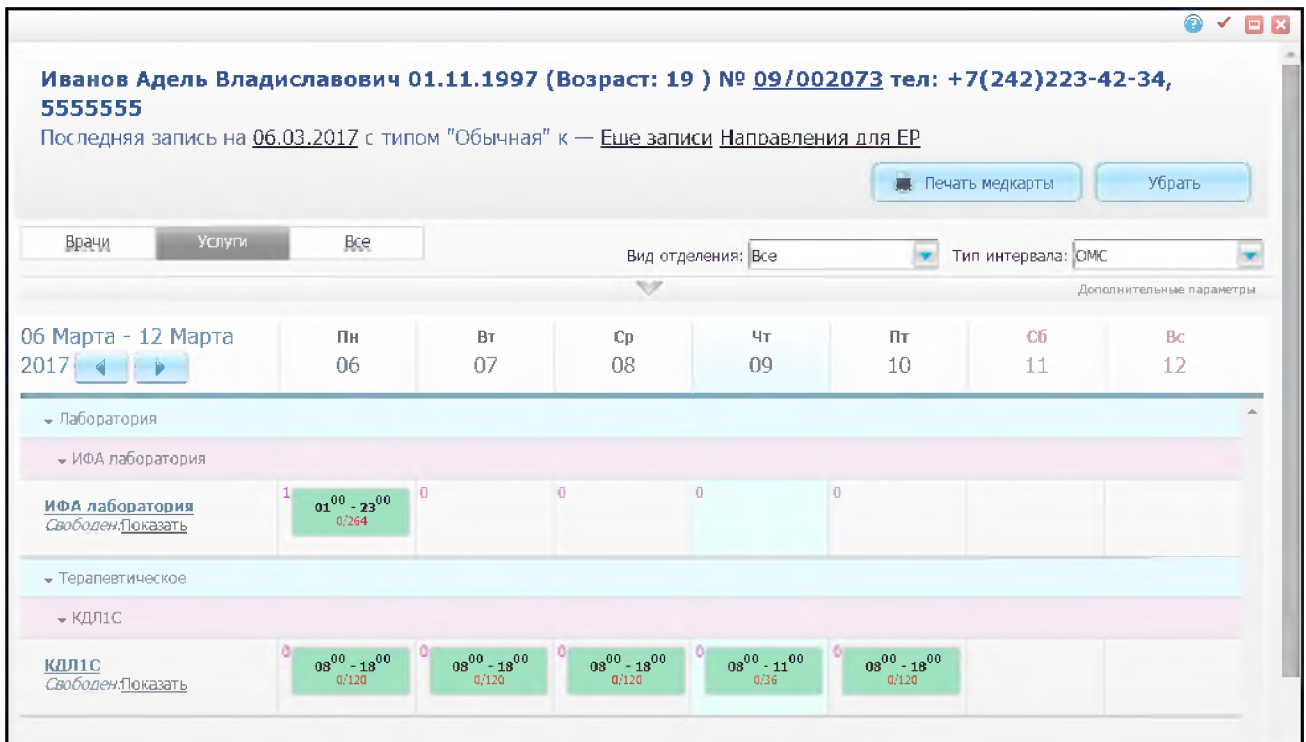 Иванов Адель Владиславович 01.11.1997 (Возраст: 19 ) № 09/002073 тел: +7(242)223-42-34,
5555555
Последняя запись на 06.03.2017 с типом "Обычная" к — Еще записи Направления для ЕР
Печать медкарты Убрать
Врачи Услуги Все Вид отделения: Все Тип интервала: ОМС
Дополнительные параметры
06 Марта - 12 Марта Пн Вт Ср Чт Пт Сб Вс
2017 06 07 08 09 10 11 12
Лаборатория
ИФА лаборатория
1 0 0 0 0
ИФА лаборатория 01⁰⁰ - 23⁰⁰
Свободен:Показать 0/264
Терапевтическое
КДЛ1С
0 0 0 0 0
КДЛ1С 08⁰⁰ - 18⁰⁰ 08⁰⁰ - 18⁰⁰ 08⁰⁰ - 18⁰⁰ 08⁰⁰ - 11⁰⁰ 08⁰⁰ - 18⁰⁰
Свободен:Показать 0/120 0/120 0/120 0/36 0/120